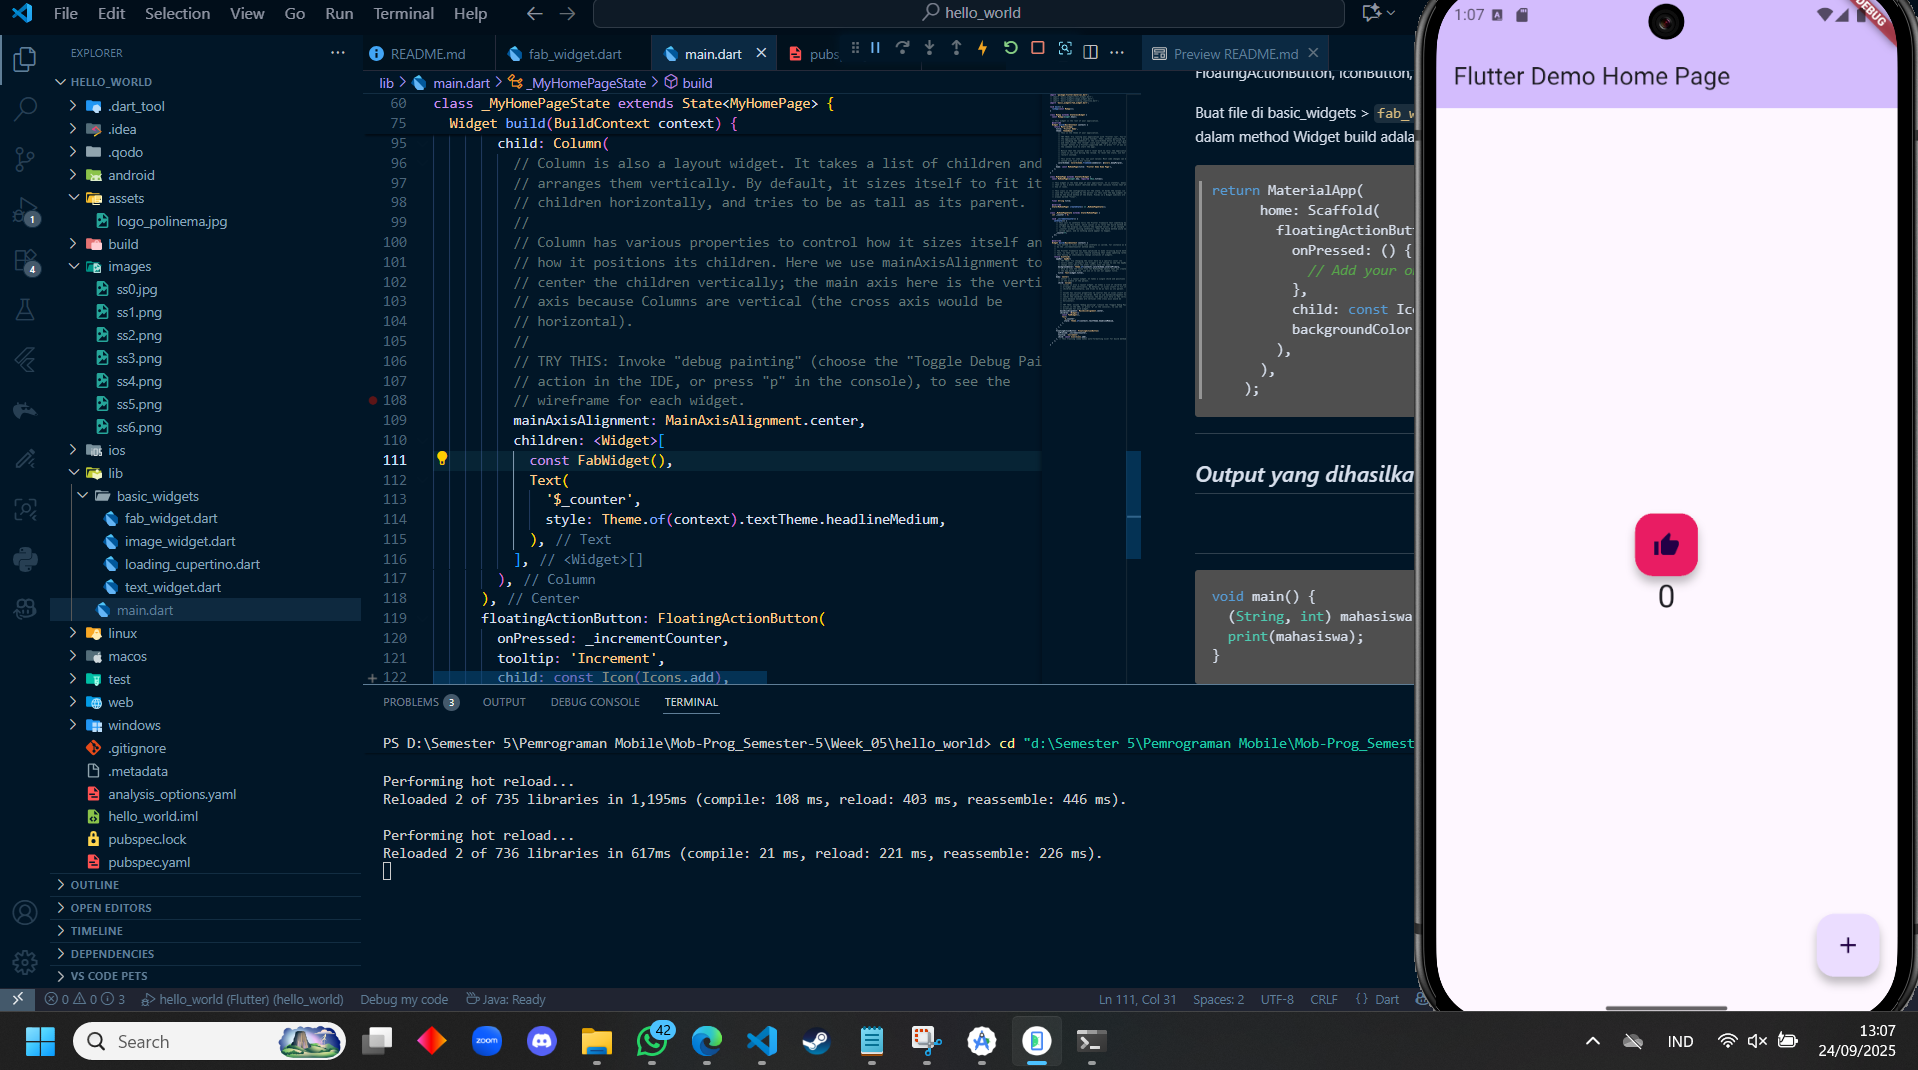 File Edit Selection View Go Run Terminal Help
hello_world
EXPLORER
HELLO_WORLD
.dart_tool
.idea
.qodo
android
assets
logo_polinema.jpg
build
images
ss0.jpg
ss1.png
ss2.png
ss3.png
ss4.png
ss5.png
ss6.png
ios
lib
basic_widgets
fab_widget.dart
image_widget.dart
loading_cupertino.dart
text_widget.dart
main.dart
linux
macos
test
web
windows
.gitignore
.metadata
analysis_options.yaml
hello_world.iml
pubspec.lock
pubspec.yaml
OUTLINE
OPEN EDITORS
TIMELINE
DEPENDENCIES
VS CODE PETS
1
4
README.md
fab_widget.dart
main.dart
pubs
Preview README.md
lib > main.dart > _MyHomePageState > build
60 class _MyHomePageState extends State<MyHomePage> {
75 Widget build(BuildContext context) {
95 child: Column(
96 // Column is also a layout widget. It takes a list of children and
97 // arranges them vertically. By default, it sizes itself to fit it
98 // children horizontally, and tries to be as tall as its parent.
99 //
100 // Column has various properties to control how it sizes itself an
101 // how it positions its children. Here we use mainAxisAlignment to
102 // center the children vertically; the main axis here is the verti
103 // axis because Columns are vertical (the cross axis would be
104 // horizontal).
105 //
106 // TRY THIS: Invoke "debug painting" (choose the "Toggle Debug Pai
107 // action in the IDE, or press "p" in the console), to see the
108 // wireframe for each widget.
109 mainAxisAlignment: MainAxisAlignment.center,
110 children: <Widget>[
111 const FabWidget(),
112 Text(
113 '$_counter',
114 style: Theme.of(context).textTheme.headlineMedium,
115 ), // Text
116 ], // <Widget>[]
117 ), // Column
118 ), // Center
119 floatingActionButton: FloatingActionButton(
120 onPressed: _incrementCounter,
121 tooltip: 'Increment',
122 child: const Icon(Icons.add),
FloatingActionButton, IconButton,
Buat file di basic_widgets > fab_w
dalam method Widget build adala
return MaterialApp(
home: Scaffold(
floatingActionBut
onPressed: () {
// Add your o
},
child: const Ico
backgroundColor
),
),
);
Output yang dihasilka
void main() {
(String, int) mahasiswa
print(mahasiswa);
}
PROBLEMS 3 OUTPUT DEBUG CONSOLE TERMINAL
PS D:\Semester 5\Pemrograman Mobile\Mob-Prog_Semester-5\Week_05\hello_world> cd "d:\Semester 5\Pemrograman Mobile\Mob-Prog_Semest
Performing hot reload...
Reloaded 2 of 735 libraries in 1,195ms (compile: 108 ms, reload: 403 ms, reassemble: 446 ms).
Performing hot reload...
Reloaded 2 of 736 libraries in 617ms (compile: 21 ms, reload: 221 ms, reassemble: 226 ms).
0 0 3 hello_world (Flutter) (hello_world) Debug my code Java: Ready
Ln 111, Col 31 Spaces: 2 UTF-8 CRLF {} Dart
1:07
DEBUG
Flutter Demo Home Page
0
+
Search
zoom
42
IND
13:07
24/09/2025